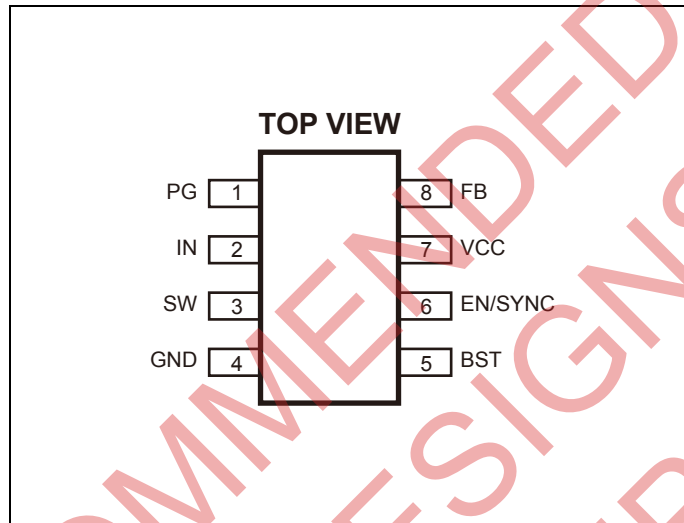 TOP VIEW
PG 1 8 FB
IN 2 7 VCC
SW 3 6 EN/SYNC
GND 4 5 BST